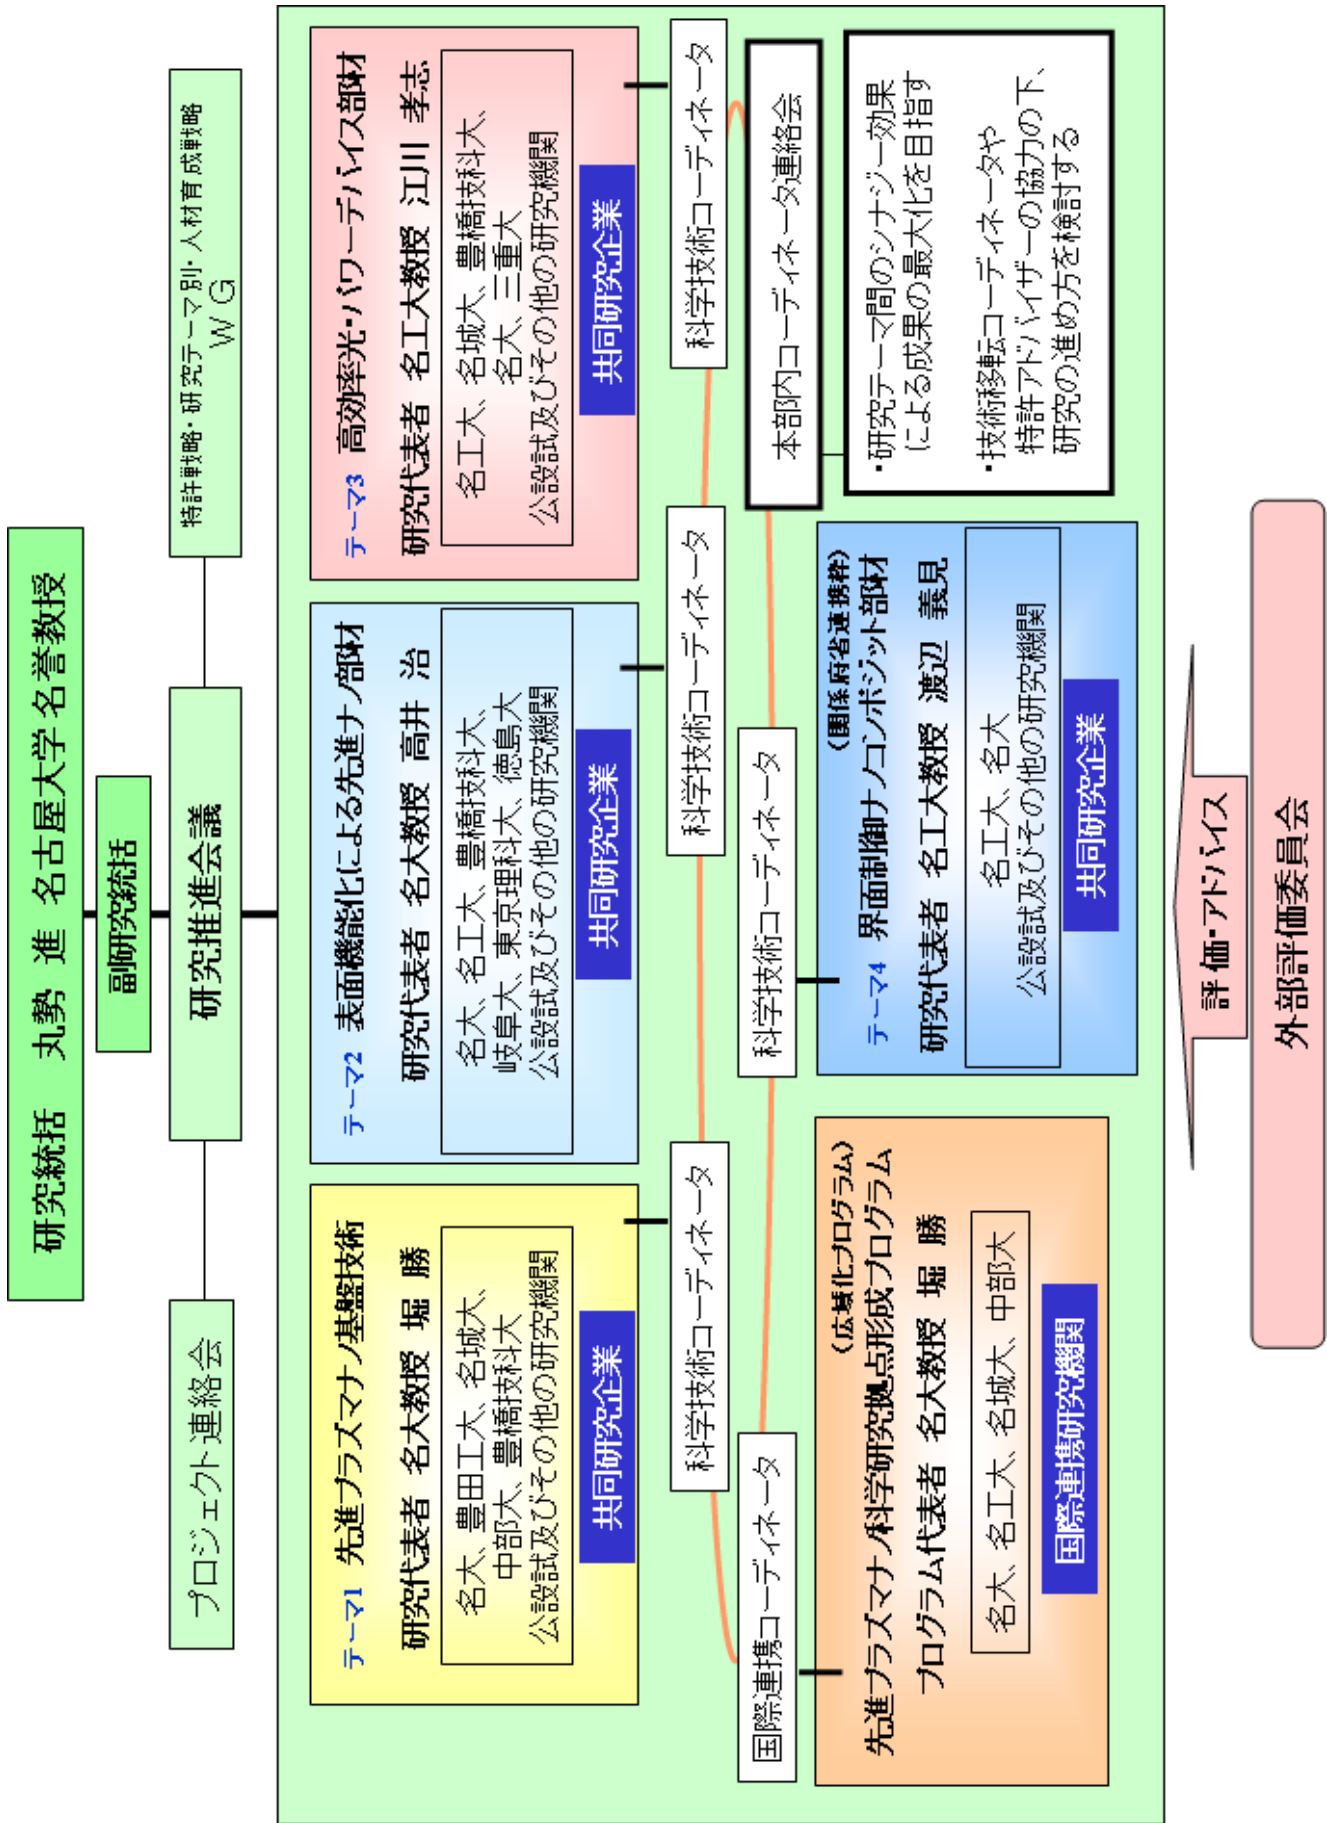 研究統括 丸勢 進 名古屋大学名誉教授
副研究統括
プロジェクト連絡会
研究推進会議
特許戦略・研究テーマ別・人材育成戦略
WG
テーマ1 先進プラズマナノ基盤技術
研究代表者 名大教授 堀 勝
名大、豊田工大、名城大、
中部大、豊橋技科大
公設試及びその他の研究機関
共同研究企業
テーマ2 表面機能化による先進ナノ部材
研究代表者 名大教授 高井 治
名大、名工大、豊橋技科大、
岐阜大、東京理科大、徳島大
公設試及びその他の研究機関
共同研究企業
テーマ3 高効率光・パワーデバイス部材
研究代表者 名工大教授 江川 孝志
名工大、名城大、豊橋技科大、
名大、三重大
公設試及びその他の研究機関
共同研究企業
科学技術コーディネータ
科学技術コーディネータ
科学技術コーディネータ
国際連携コーディネータ
科学技術コーディネータ
本部内コーディネータ連絡会
（広域化プログラム）
先進プラズマナノ科学研究拠点形成プログラム
プログラム代表者 名大教授 堀 勝
名大、名工大、名城大、中部大
国際連携研究機関
（関係府省連携枠）
テーマ4 界面制御ナノコンポジット部材
研究代表者 名工大教授 渡辺 義見
名工大、名大
公設試及びその他の研究機関
共同研究企業
・研究テーマ間のシナジー効果
による成果の最大化を目指す
・技術移転コーディネータや
特許アドバイザーの協力の下、
研究の進め方を検討する
評価・アドバイス
外部評価委員会